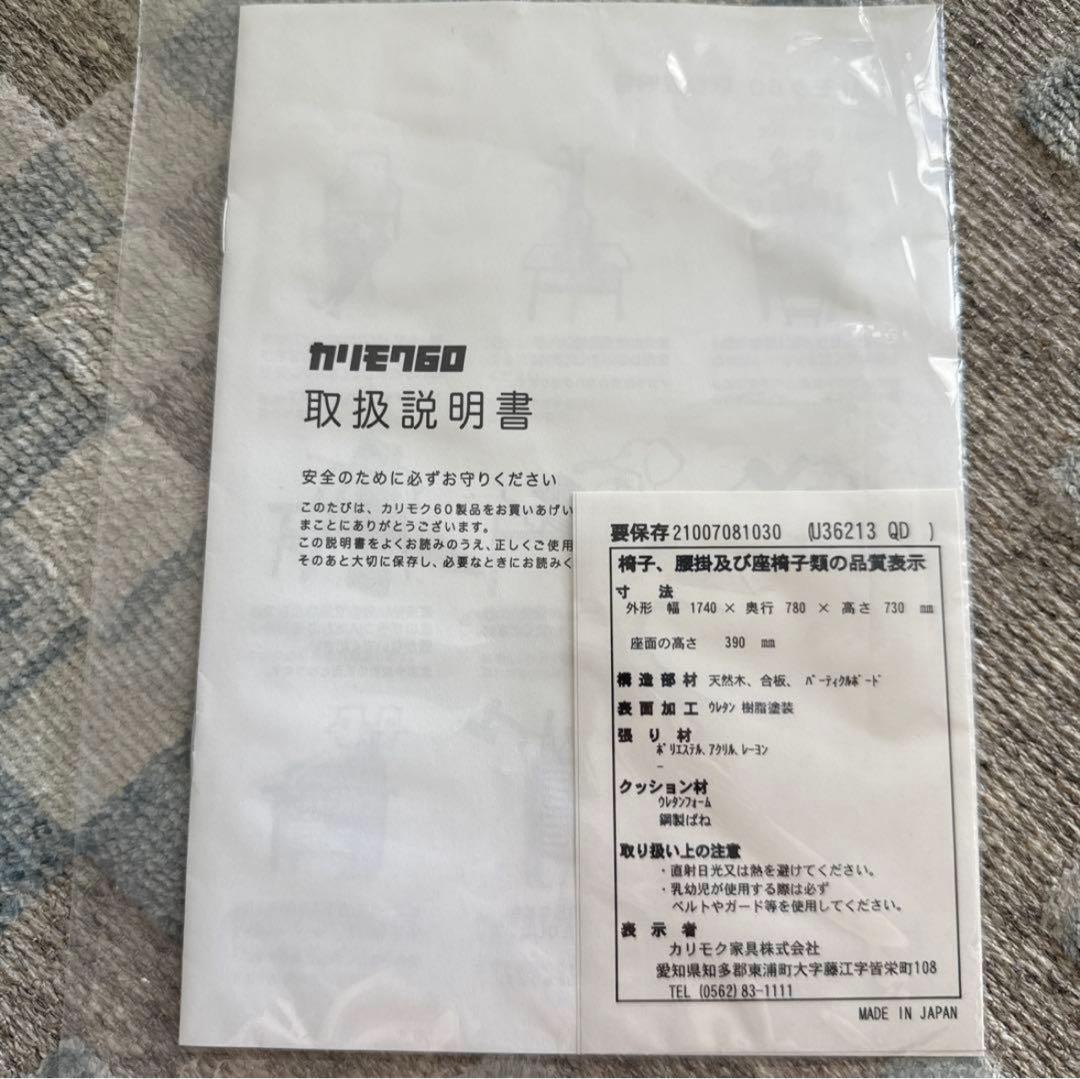 カリモク60
取扱説明書
安全のために必ずお守りください
このたびは、カリモク60製品をお買いあげい
まことにありがとうございます。
この説明書をよくお読みのうえ、正しくご使用
そのあと大切に保存し、必要なときにお読みく
要保存21007081030 (U36213 QD )
椅子、腰掛及び座椅子類の品質表示
寸 法
外形 幅 1740 × 奥行 780 × 高さ 730 ㎜
座面の高さ 390 ㎜
構造部材 天然木、合板、 ﾊﾟｰﾃｨｸﾙﾎﾞｰﾄﾞ
表面加工 ｳﾚﾀﾝ 樹脂塗装
張り材
ﾎﾟﾘｴｽﾃﾙ､ｱｸﾘﾙ､ﾚｰﾖﾝ
−
クッション材
ｳﾚﾀﾝﾌｫｰﾑ
鋼製ばね
取り扱い上の注意
・直射日光又は熱を避けてください。
・乳幼児が使用する際は必ず
ベルトやガード等を使用してください。
表示者
カリモク家具株式会社
愛知県知多郡東浦町大字藤江字皆栄町108
TEL (0562)83-1111
MADE IN JAPAN